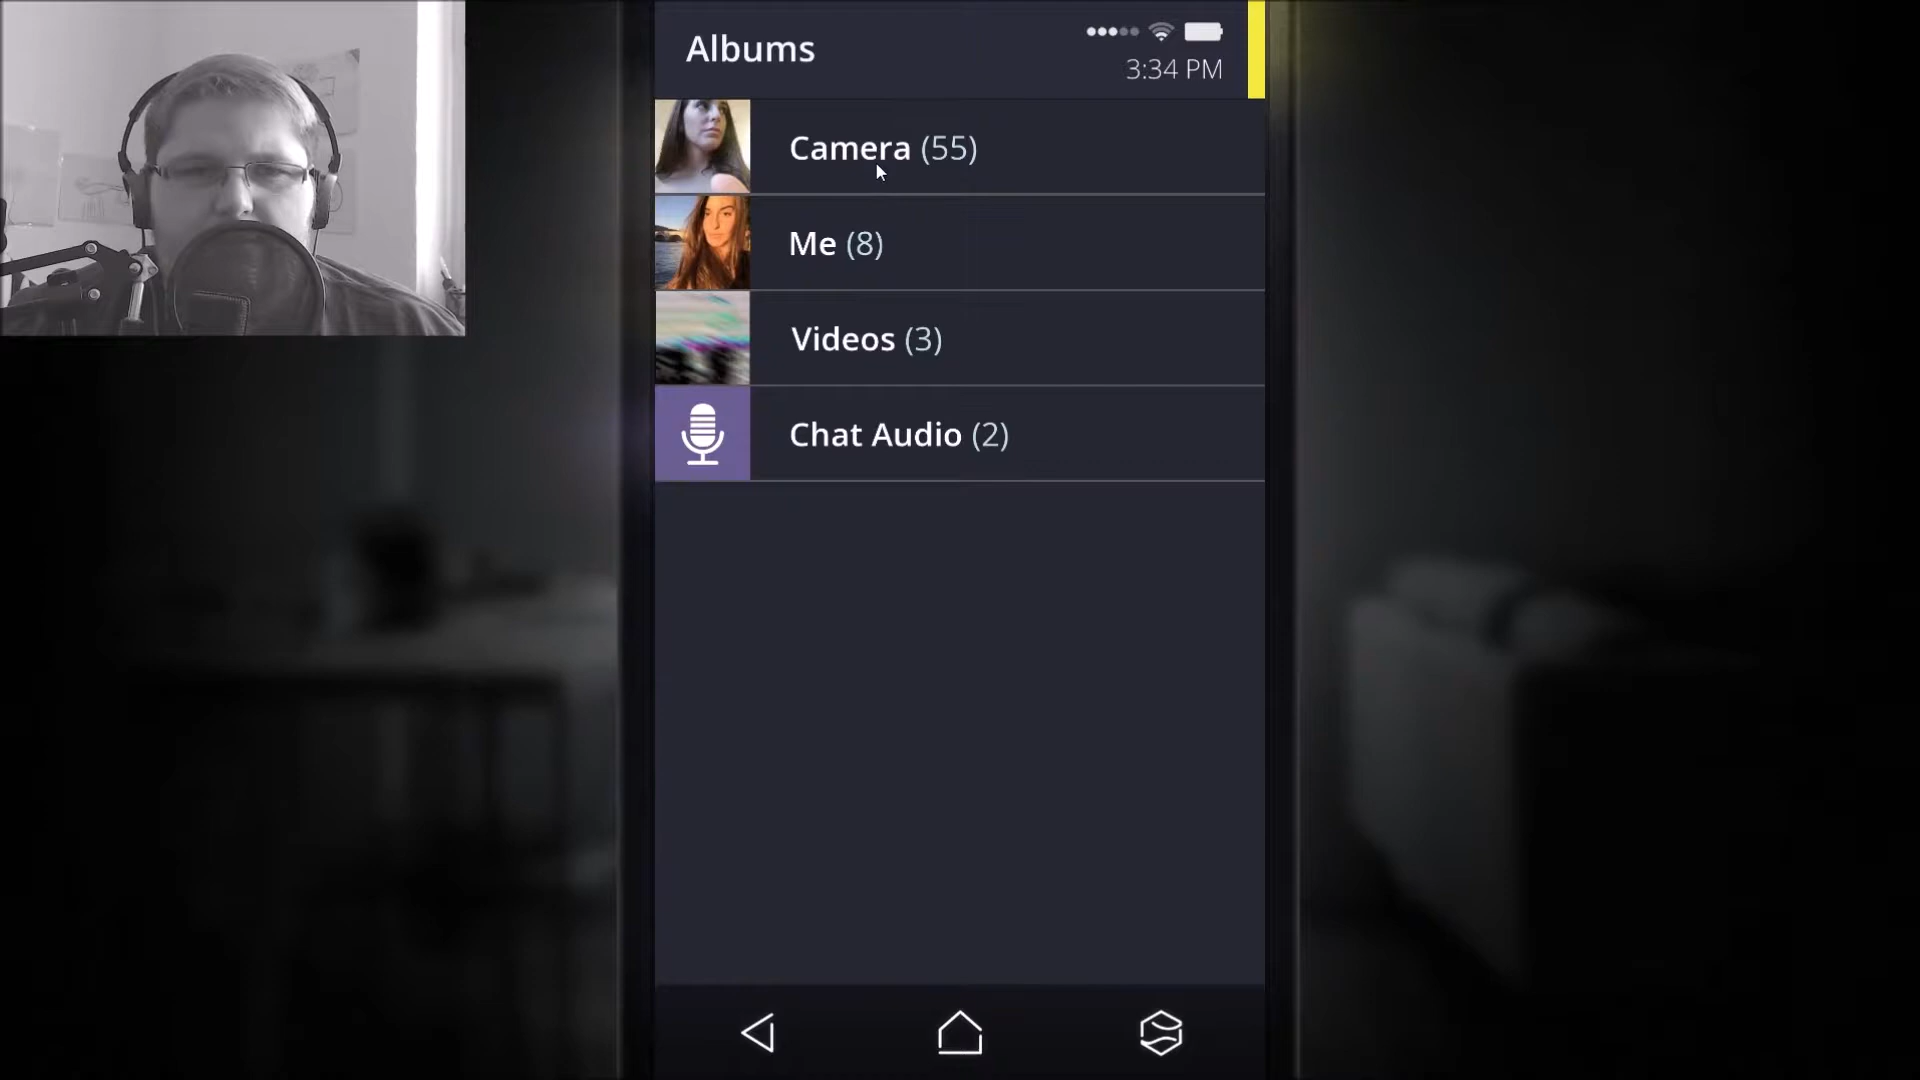 Albums
3:34 PM
Camera (55)
Me (8)
Videos (3)
Chat Audio (2)